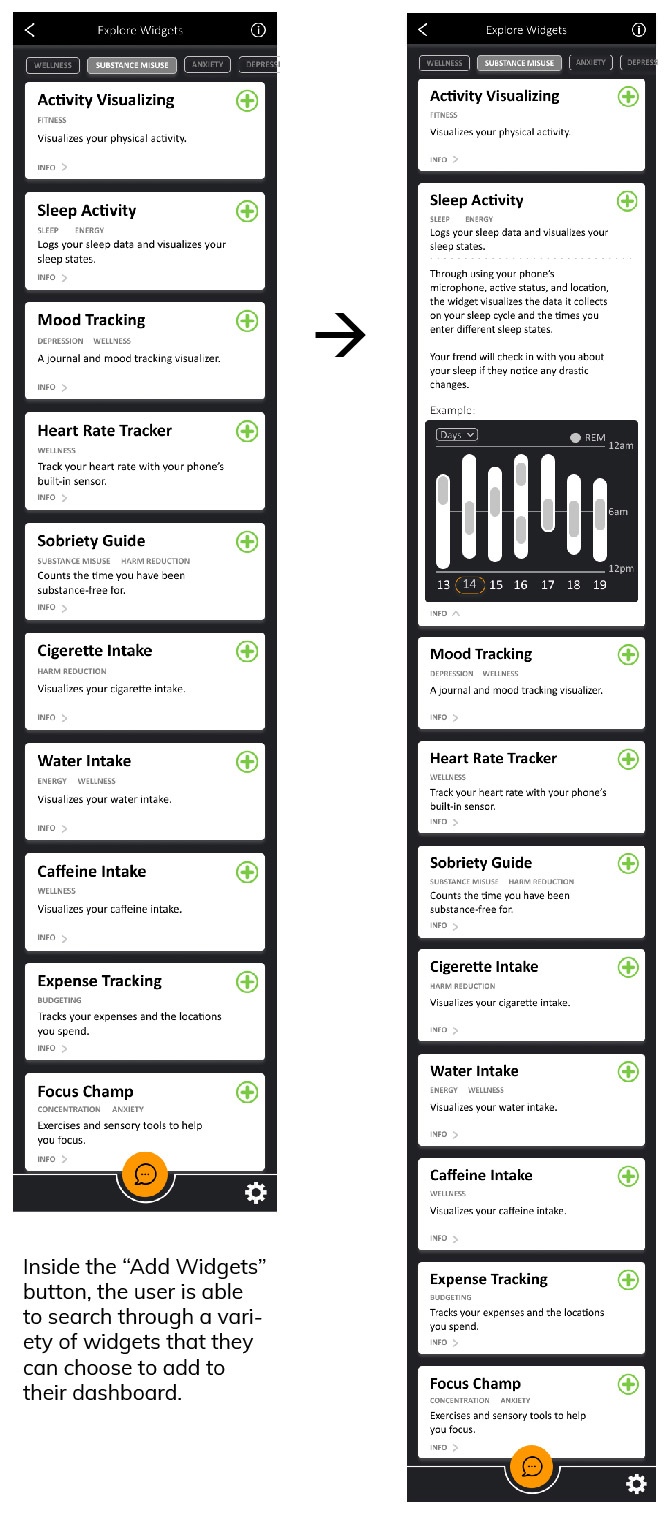 Explore Widgets
WELLNESS SUBSTANCE MISUSE ANXIETY DEPRESSI
Activity Visualizing
FITNESS
Visualizes your physical activity.
INFO
Sleep Activity
SLEEP ENERGY
Logs your sleep data and visualizes your
sleep states.
INFO
Mood Tracking
DEPRESSION WELLNESS
A journal and mood tracking visualizer.
INFO
Heart Rate Tracker
WELLNESS
Track your heart rate with your phone's
built-in sensor.
INFO
Sobriety Guide
SUBSTANCE MISUSE HARM REDUCTION
Counts the time you have been
substance-free for.
INFO
Cigerette Intake
HARM REDUCTION
Visualizes your cigarette intake.
INFO
Water Intake
ENERGY WELLNESS
Visualizes your water intake.
INFO
Caffeine Intake
WELLNESS
Visualizes your caffeine intake.
INFO
Expense Tracking
BUDGETING
Tracks your expenses and the locations
you spend.
INFO
Focus Champ
CONCENTRATION ANXIETY
Exercises and sensory tools to help
you focus.
INFO
Inside the “Add Widgets”
button, the user is able
to search through a vari-
ety of widgets that they
can choose to add to
their dashboard.
Explore Widgets
WELLNESS SUBSTANCE MISUSE ANXIETY DEPRESS
Activity Visualizing
FITNESS
Visualizes your physical activity.
INFO
Sleep Activity
SLEEP ENERGY
Logs your sleep data and visualizes your
sleep states.
Through using your phone's
microphone, active status, and location,
the widget visualizes the data it collects
on your sleep cycle and the times you
enter different sleep states.
Your frend will check in with you about
your sleep if they notice any drastic
changes.
Example:
Days REM
12am
6am
12pm
13 14 15 16 17 18 19
INFO
Mood Tracking
DEPRESSION WELLNESS
A journal and mood tracking visualizer.
INFO
Heart Rate Tracker
WELLNESS
Track your heart rate with your phone's
built-in sensor.
INFO
Sobriety Guide
SUBSTANCE MISUSE HARM REDUCTION
Counts the time you have been
substance-free for.
INFO
Cigerette Intake
HARM REDUCTION
Visualizes your cigarette intake.
INFO
Water Intake
ENERGY WELLNESS
Visualizes your water intake.
INFO
Caffeine Intake
WELLNESS
Visualizes your caffeine intake.
INFO
Expense Tracking
BUDGETING
Tracks your expenses and the locations
you spend.
INFO
Focus Champ
CONCENTRATION ANXIETY
Exercises and sensory tools to help
you focus.
INFO